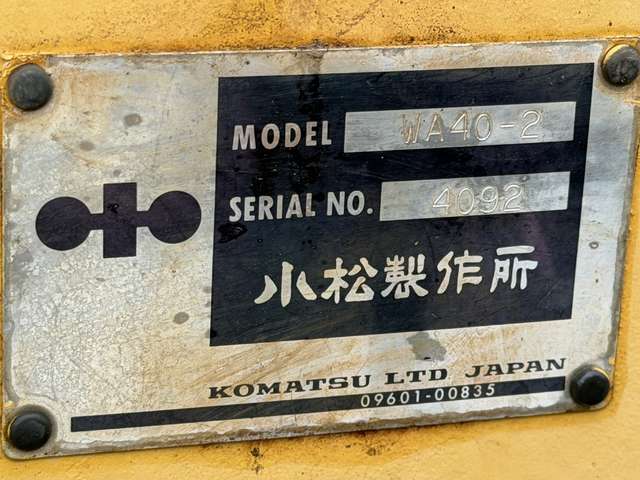 MODEL WA40-2
SERIAL NO. 4092
小松製作所
KOMATSU LTD JAPAN
09601-00835